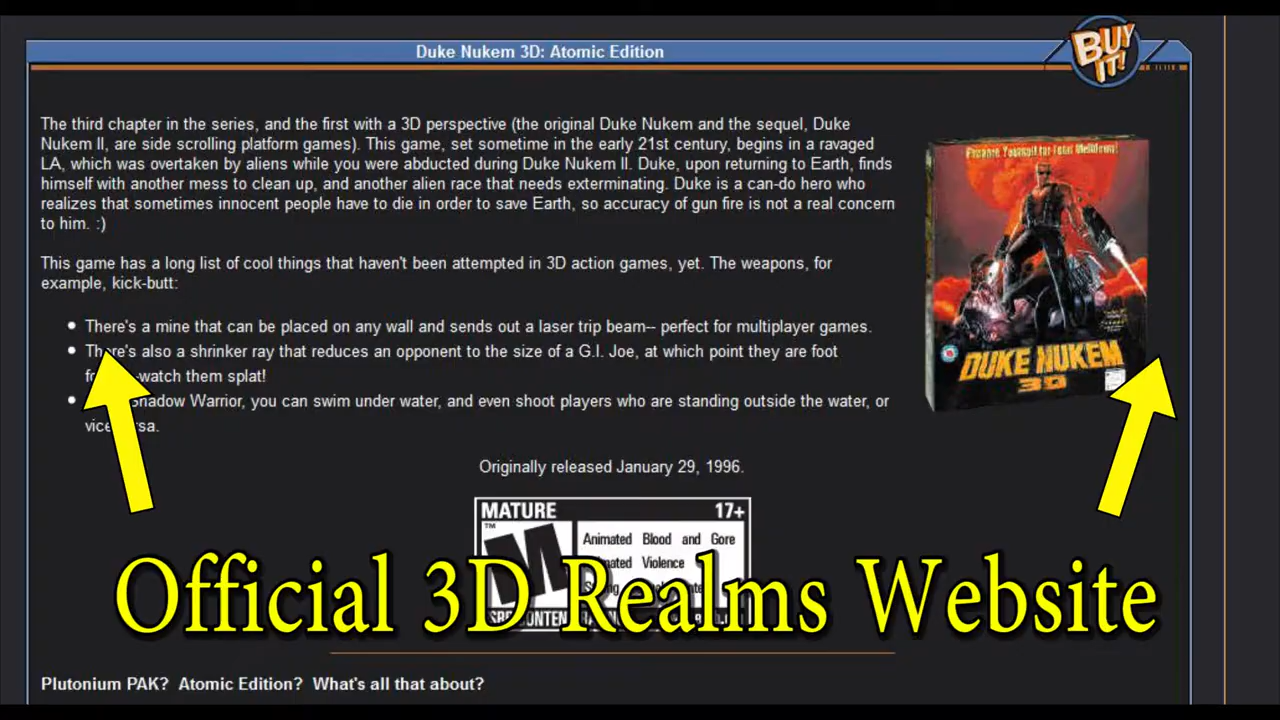 Duke Nukem 3D: Atomic Edition
BUY IT!
The third chapter in the series, and the first with a 3D perspective (the original Duke Nukem and the sequel, Duke
Nukem II, are side scrolling platform games). This game, set sometime in the early 21st century, begins in a ravaged
LA, which was overtaken by aliens while you were abducted during Duke Nukem II. Duke, upon returning to Earth, finds
himself with another mess to clean up, and another alien race that needs exterminating. Duke is a can-do hero who
realizes that sometimes innocent people have to die in order to save Earth, so accuracy of gun fire is not a real concern
to him. :)
This game has a long list of cool things that haven't been attempted in 3D action games, yet. The weapons, for
example, kick-butt:
There's a mine that can be placed on any wall and sends out a laser trip beam-- perfect for multiplayer games.
There's also a shrinker ray that reduces an opponent to the size of a G.I. Joe, at which point they are foot
watch them splat!
Shadow Warrior, you can swim under water, and even shoot players who are standing outside the water, or
vice
Prepare Yourself for Total Meltdown!
DUKE NUKEM
3D
Originally released January 29, 1996.
MATURE 17+
M
Animated Blood and Gore
Violence
Official 3D Realms Website
Plutonium PAK? Atomic Edition? What's all that about?